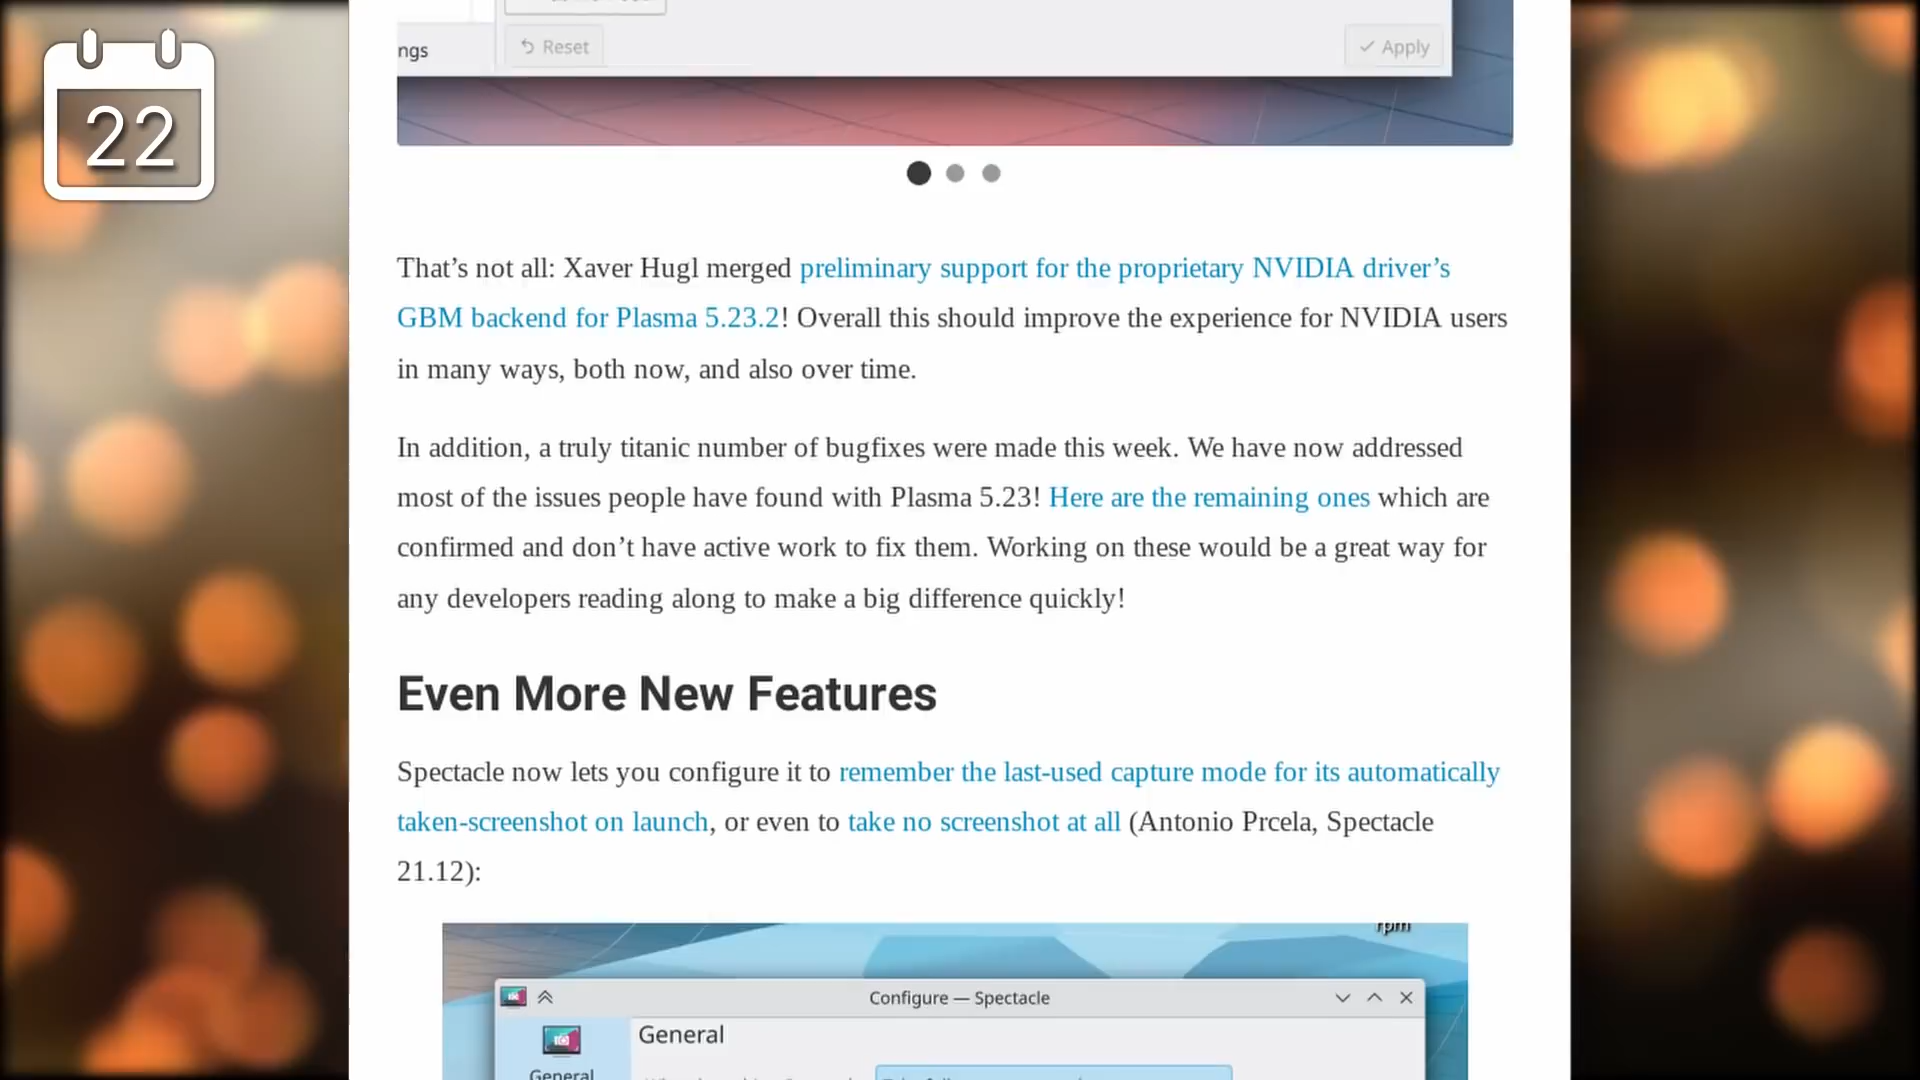 22
ngs
Reset
Apply
That’s not all: Xaver Hugl merged preliminary support for the proprietary NVIDIA driver’s
GBM backend for Plasma 5.23.2! Overall this should improve the experience for NVIDIA users
in many ways, both now, and also over time.
In addition, a truly titanic number of bugfixes were made this week. We have now addressed
most of the issues people have found with Plasma 5.23! Here are the remaining ones which are
confirmed and don’t have active work to fix them. Working on these would be a great way for
any developers reading along to make a big difference quickly!
Even More New Features
Spectacle now lets you configure it to remember the last-used capture mode for its automatically
taken-screenshot on launch, or even to take no screenshot at all (Antonio Prcela, Spectacle
21.12):
rpm
Configure — Spectacle
General
General